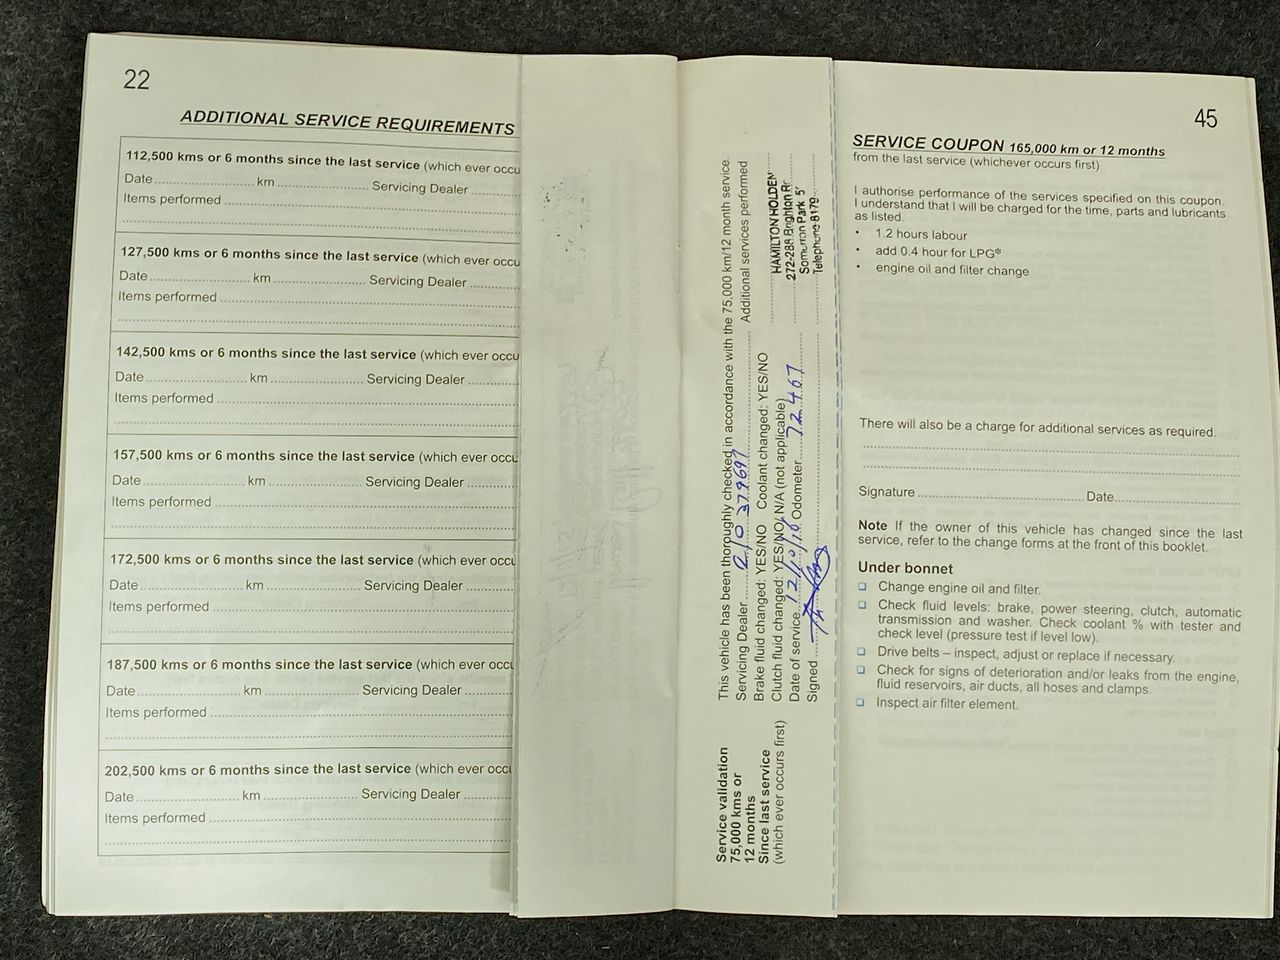 22
ADDITIONAL SERVICE REQUIREMENTS
112,500 kms or 6 months since the last service (which ever occu
Date.......................... km ....................... Servicing Dealer ............
Items performed ..............................................................
127,500 kms or 6 months since the last service (which ever occu
Date.......................... km ....................... Servicing Dealer ............
Items performed ..............................................................
142,500 kms or 6 months since the last service (which ever occu
Date.......................... km ....................... Servicing Dealer ............
Items performed ..............................................................
157,500 kms or 6 months since the last service (which ever occu
Date.......................... km ....................... Servicing Dealer ............
Items performed ..............................................................
172,500 kms or 6 months since the last service (which ever occu
Date.......................... km ....................... Servicing Dealer ............
Items performed ..............................................................
187,500 kms or 6 months since the last service (which ever occ
Date.......................... km ....................... Servicing Dealer ............
Items performed ..............................................................
202,500 kms or 6 months since the last service (which ever occ
Date.......................... km ....................... Servicing Dealer ............
Items performed ..............................................................
Service validation
75,000 kms or
12 months
Since last service
(which ever occurs first)
This vehicle has been thoroughly checked in accordance with the 75,000 km/12 month service.
Servicing Dealer ........ R/O 379697 ........ Additional services performed
Brake fluid changed: YES/NO Coolant changed: YES/NO
Clutch fluid changed: YES/NO/ N/A (not applicable)
Date of service ........ Odometer ... 72467
Signed
HAMILTON HOLDEN
272-288 Brighton R
Park 5
Telephone 8179
45
SERVICE COUPON 165,000 km or 12 months
from the last service (whichever occurs first)
I authorise performance of the services specified on this coupon.
I understand that I will be charged for the time, parts and lubricants
as listed.
• 1.2 hours labour
• add 0.4 hour for LPG*
• engine oil and filter change
There will also be a charge for additional services as required.
Signature ............................................ Date.................................
Note If the owner of this vehicle has changed since the last
service, refer to the change forms at the front of this booklet.
Under bonnet
❑ Change engine oil and filter.
❑ Check fluid levels: brake, power steering, clutch, automatic
transmission and washer. Check coolant % with tester and
check level (pressure test if level low).
❑ Drive belts – inspect, adjust or replace if necessary.
❑ Check for signs of deterioration and/or leaks from the engine,
fluid reservoirs, air ducts, all hoses and clamps.
❑ Inspect air filter element.